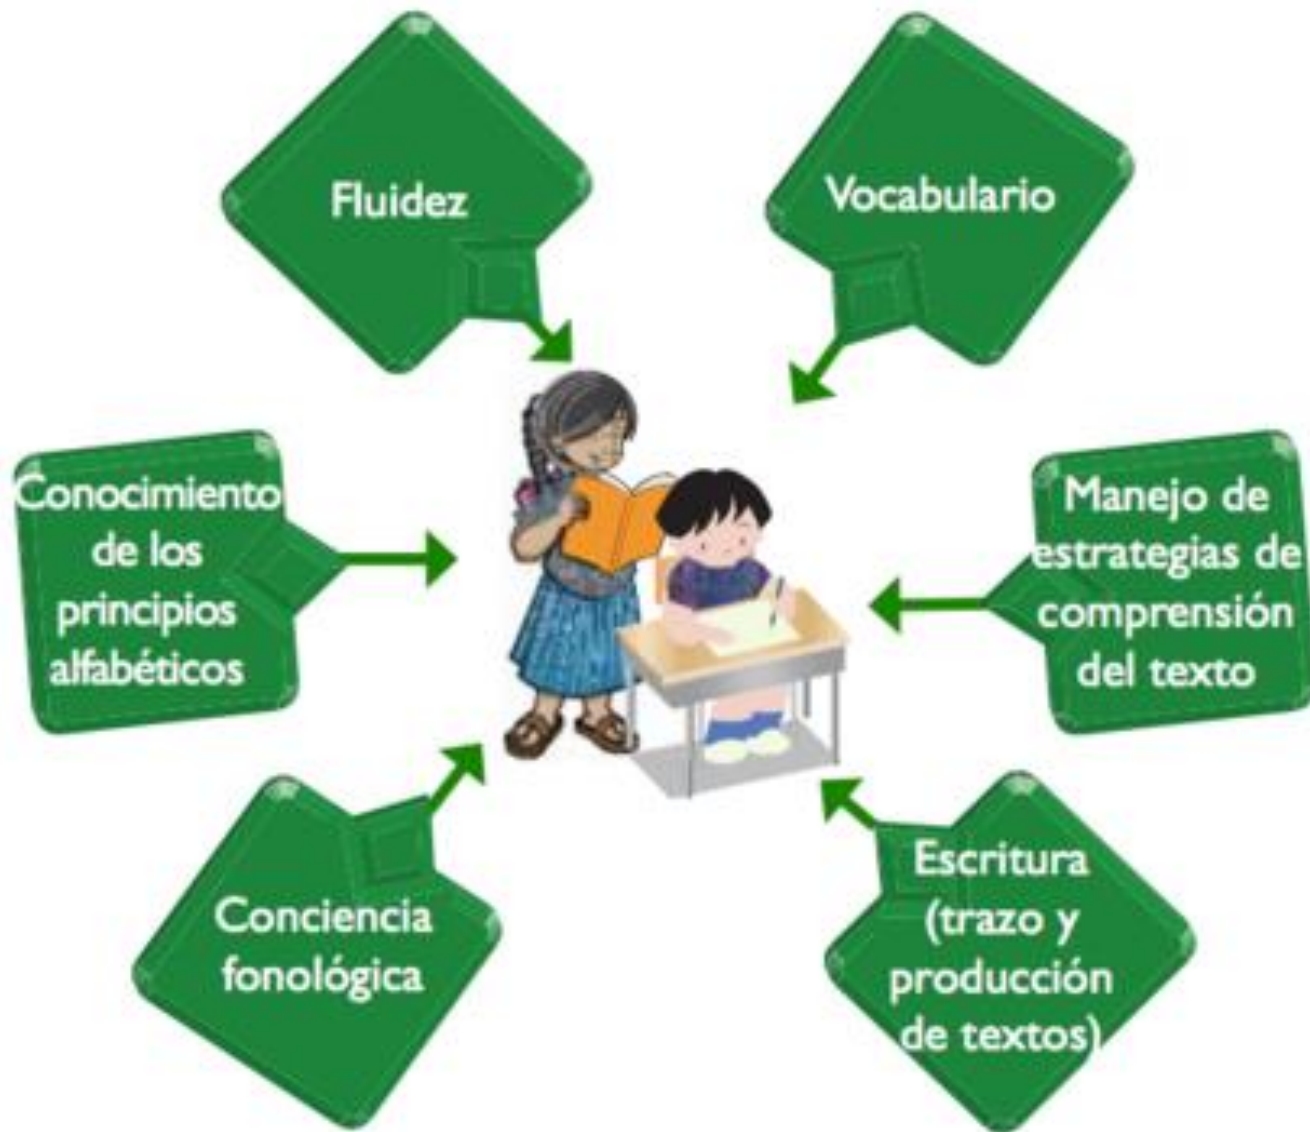 Fluidez
Vocabulario
Conocimiento
de los
principios
alfabéticos
Manejo de
estrategias de
comprensión
del texto
Conciencia
fonológica
Escritura
(trazo y
producción
de textos)